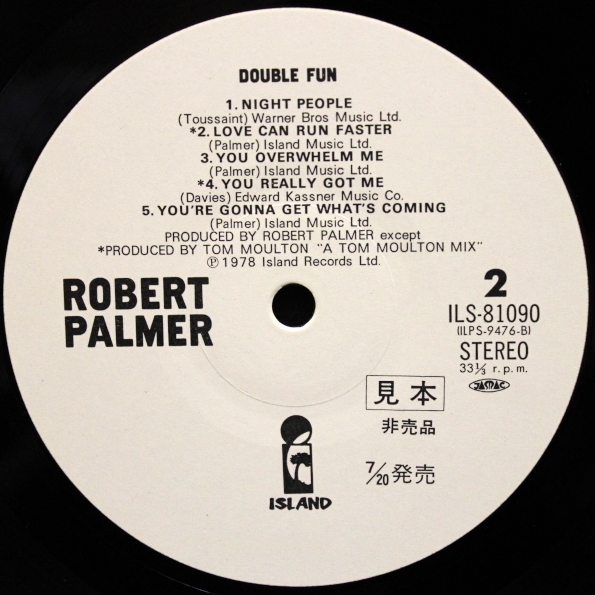 DOUBLE FUN
1. NIGHT PEOPLE
(Toussaint) Warner Bros Music Ltd.
*2. LOVE CAN RUN FASTER
(Palmer) Island Music Ltd.
3. YOU OVERWHELM ME
(Palmer) Island Music Ltd.
*4. YOU REALLY GOT ME
(Davies) Edward Kassner Music Co.
5. YOU'RE GONNA GET WHAT'S COMING
(Palmer) Island Music Ltd.
PRODUCED BY ROBERT PALMER except
*PRODUCED BY TOM MOULTON "A TOM MOULTON MIX"
℗1978 Island Records Ltd.
ROBERT
PALMER
2
ILS-81090
(ILPS-9476-B)
STEREO
33⅓ r.p.m.
JASRAC
見本
非売品
7/20発売
ISLAND